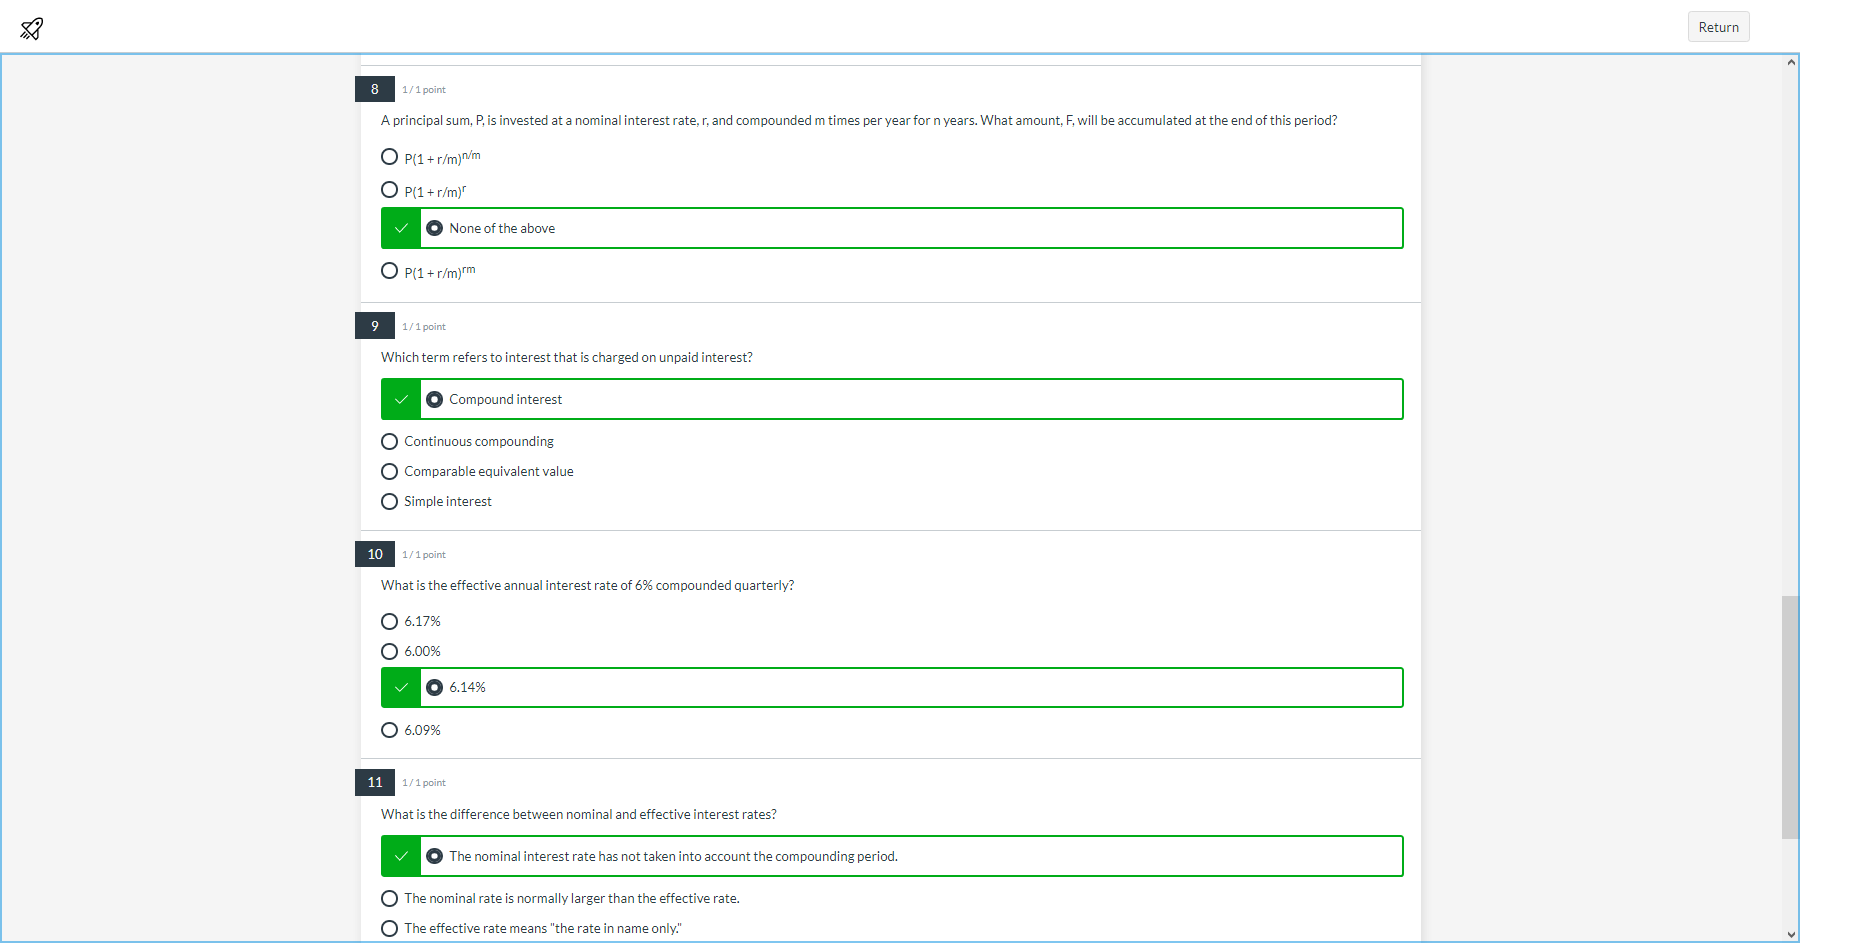 Return
8 1 / 1 point
A principal sum, P, is invested at a nominal interest rate, r, and compounded m times per year for n years. What amount, F, will be accumulated at the end of this period?
P(1 + r/m)n/m
P(1 + r/m)r
None of the above
P(1 + r/m)rm
9 1 / 1 point
Which term refers to interest that is charged on unpaid interest?
Compound interest
Continuous compounding
Comparable equivalent value
Simple interest
10 1 / 1 point
What is the effective annual interest rate of 6% compounded quarterly?
6.17%
6.00%
6.14%
6.09%
11 1 / 1 point
What is the difference between nominal and effective interest rates?
The nominal interest rate has not taken into account the compounding period.
The nominal rate is normally larger than the effective rate.
The effective rate means "the rate in name only."